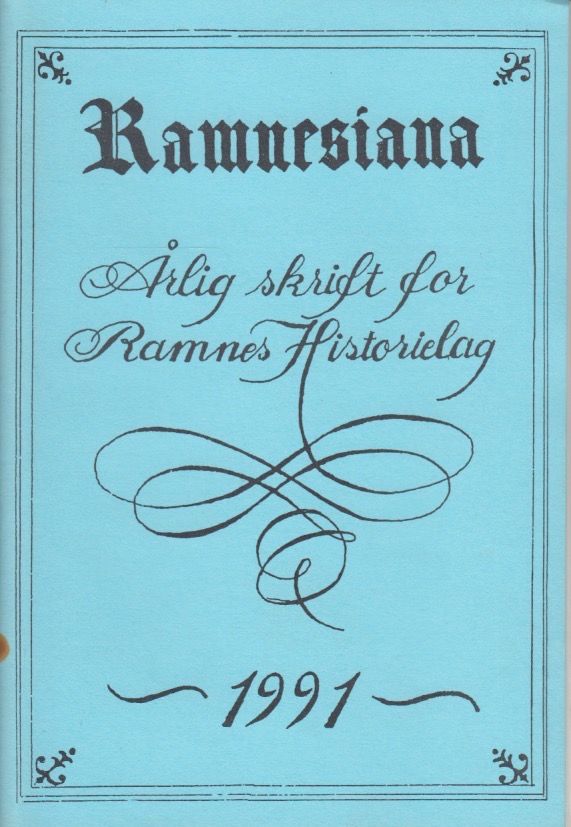 Ramnesiana
Årlig skrift for
Ramnes Historielag
~ 1991 ~